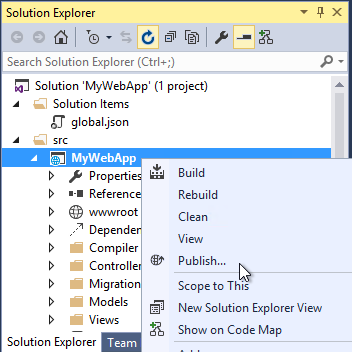 Solution Explorer
Search Solution Explorer (Ctrl+;)
Solution 'MyWebApp' (1 project)
Solution Items
global.json
src
MyWebApp
Properties
Reference
wwwroot
Dependen
Compiler
Controller
Migration
Models
Views
Build
Rebuild
Clean
View
Publish...
Scope to This
New Solution Explorer View
Show on Code Map
Solution Explorer
Team